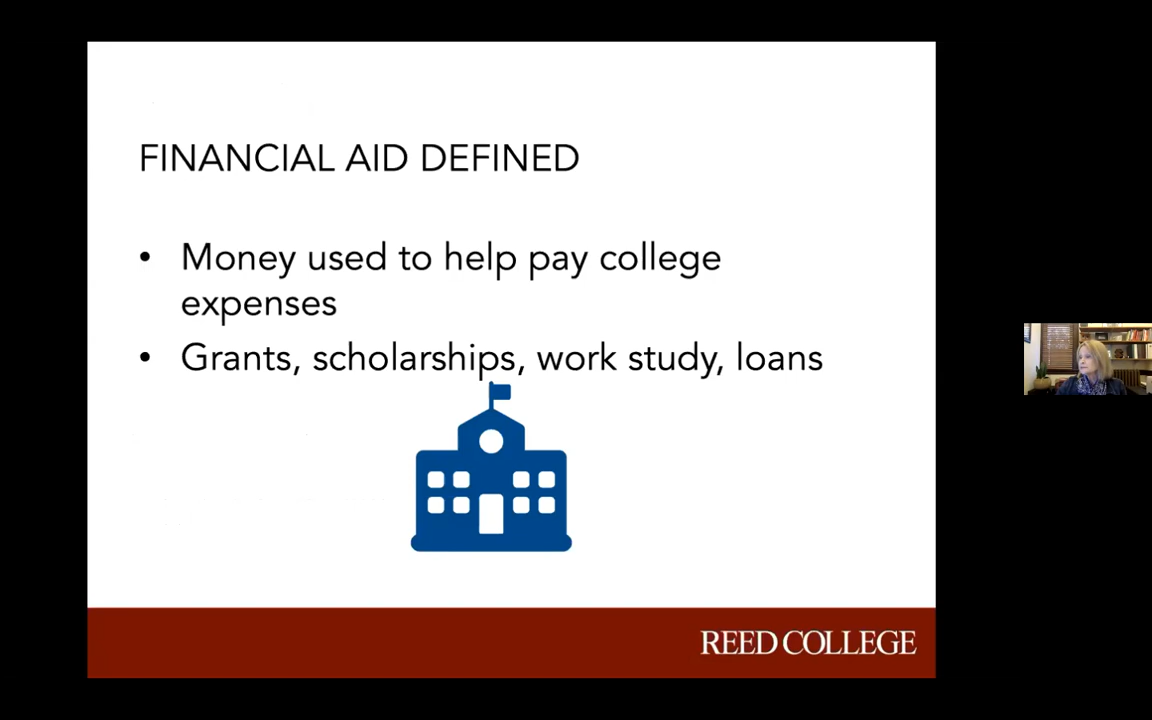 FINANCIAL AID DEFINED
• Money used to help pay college
expenses
• Grants, scholarships, work study, loans
REED COLLEGE